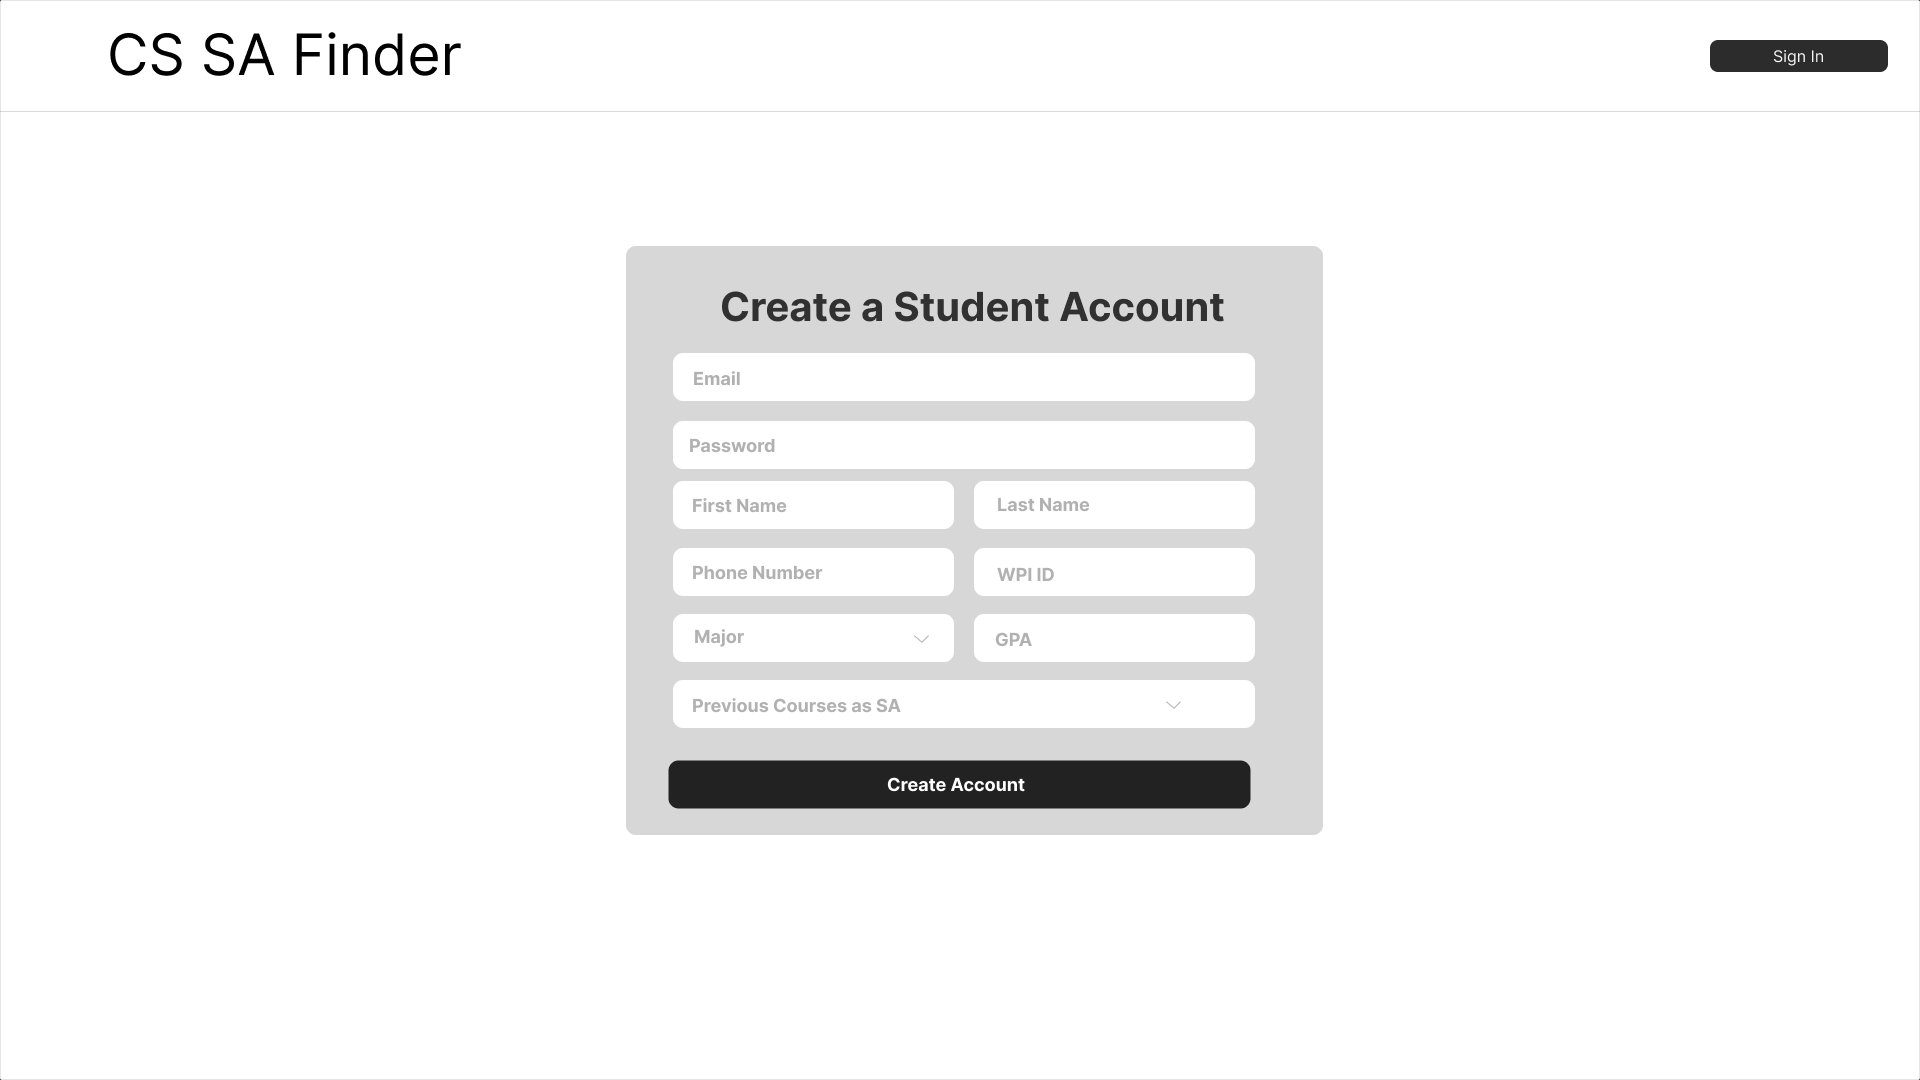 CS SA Finder
Sign In
Create a Student Account
Email
Password
First Name
Last Name
Phone Number
WPI ID
Major
GPA
Previous Courses as SA
Create Account